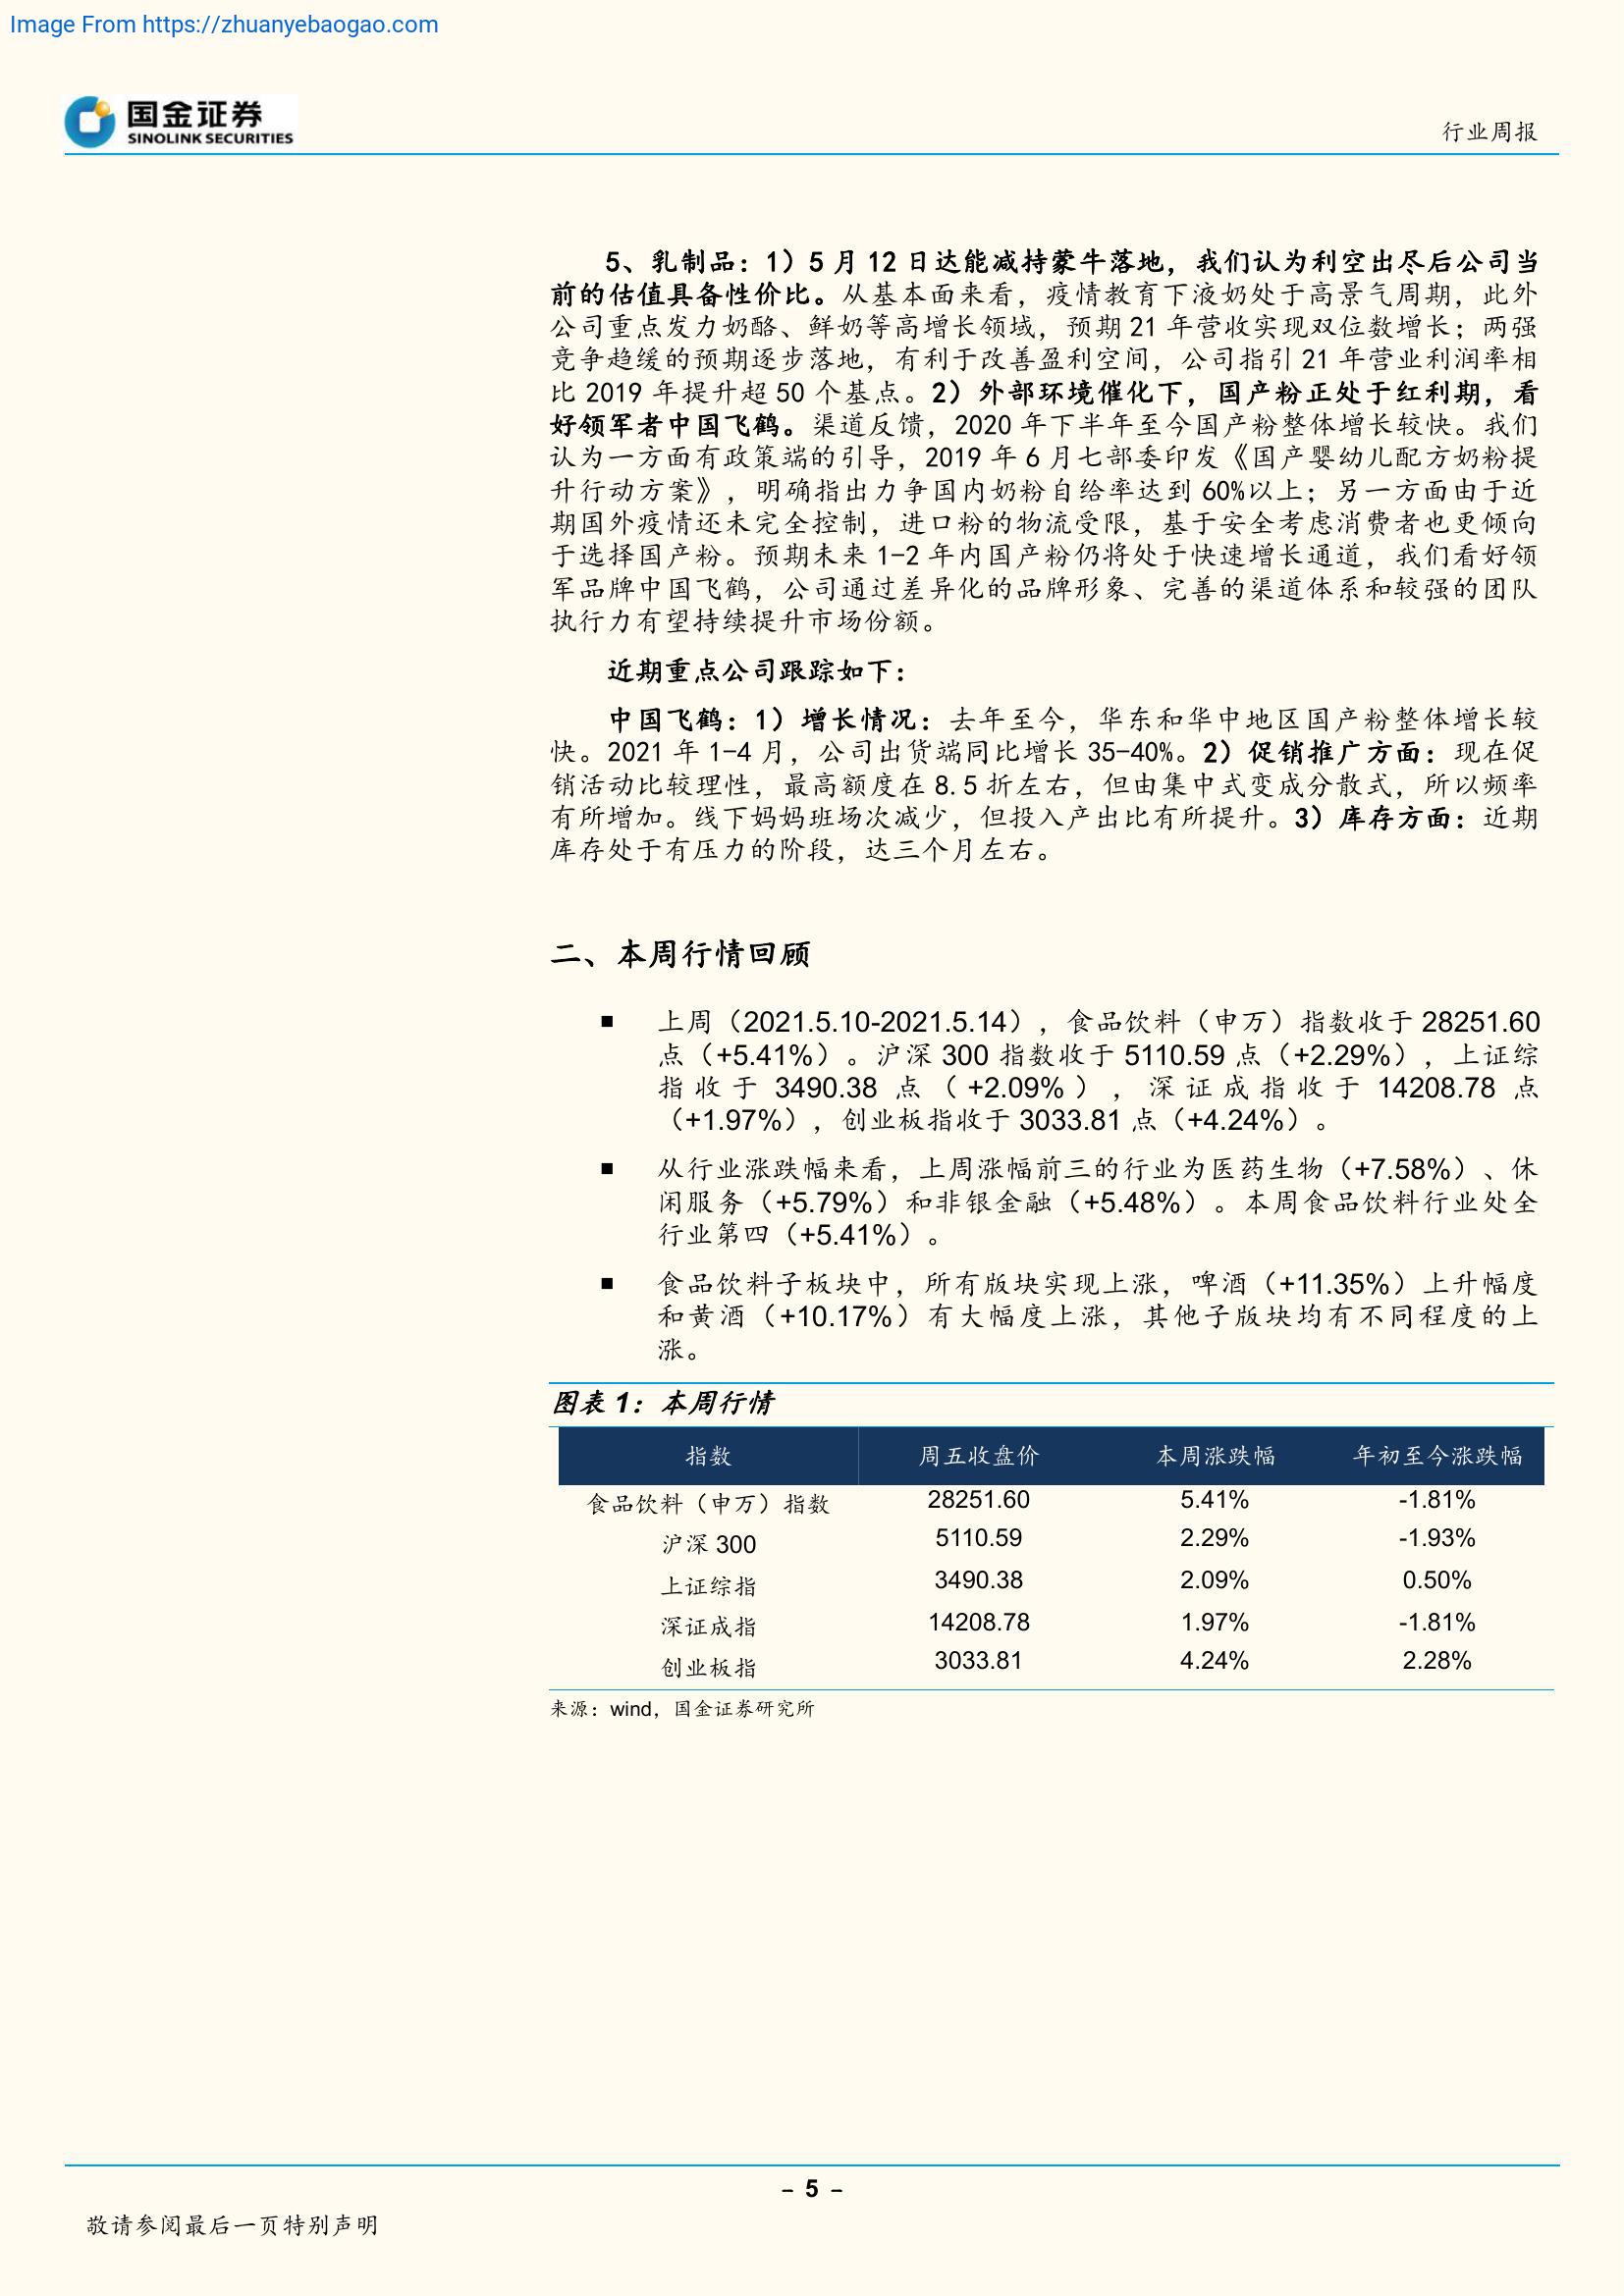 Image From https://zhuanyebaogao.com
国金证券
SINOLINK SECURITIES
行业周报
5、乳制品：1）5 月 12 日达能减持蒙牛落地，我们认为利空出尽后公司当
前的估值具备性价比。从基本面来看，疫情教育下液奶处于高景气周期，此外
公司重点发力奶酪、鲜奶等高增长领域，预期 21 年营收实现双位数增长；两强
竞争趋缓的预期逐步落地，有利于改善盈利空间，公司指引 21 年营业利润率相
比 2019 年提升超 50 个基点。2）外部环境催化下，国产粉正处于红利期，看
好领军者中国飞鹤。渠道反馈，2020 年下半年至今国产粉整体增长较快。我们
认为一方面有政策端的引导，2019 年 6 月七部委印发《国产婴幼儿配方奶粉提
升行动方案》，明确指出力争国内奶粉自给率达到 60%以上；另一方面由于近
期国外疫情还未完全控制，进口粉的物流受限，基于安全考虑消费者也更倾向
于选择国产粉。预期未来 1-2 年内国产粉仍将处于快速增长通道，我们看好领
军品牌中国飞鹤，公司通过差异化的品牌形象、完善的渠道体系和较强的团队
执行力有望持续提升市场份额。
近期重点公司跟踪如下：
中国飞鹤：1）增长情况：去年至今，华东和华中地区国产粉整体增长较
快。2021 年 1-4 月，公司出货端同比增长 35-40%。2）促销推广方面：现在促
销活动比较理性，最高额度在 8.5 折左右，但由集中式变成分散式，所以频率
有所增加。线下妈妈班场次减少，但投入产出比有所提升。3）库存方面：近期
库存处于有压力的阶段，达三个月左右。
二、本周行情回顾
■ 上周（2021.5.10-2021.5.14），食品饮料（申万）指数收于 28251.60
点（+5.41%）。沪深 300 指数收于 5110.59 点（+2.29%），上证综
指收于 3490.38 点（+2.09%），深证成指收于 14208.78 点
（+1.97%），创业板指收于 3033.81 点（+4.24%）。
■ 从行业涨跌幅来看，上周涨幅前三的行业为医药生物（+7.58%）、休
闲服务（+5.79%）和非银金融（+5.48%）。本周食品饮料行业处全
行业第四（+5.41%）。
■ 食品饮料子板块中，所有版块实现上涨，啤酒（+11.35%）上升幅度
和黄酒（+10.17%）有大幅度上涨，其他子版块均有不同程度的上
涨。
图表 1：本周行情
指数 周五收盘价 本周涨跌幅 年初至今涨跌幅
食品饮料（申万）指数 28251.60 5.41% -1.81%
沪深 300 5110.59 2.29% -1.93%
上证综指 3490.38 2.09% 0.50%
深证成指 14208.78 1.97% -1.81%
创业板指 3033.81 4.24% 2.28%
来源：wind，国金证券研究所
- 5 -
敬请参阅最后一页特别声明